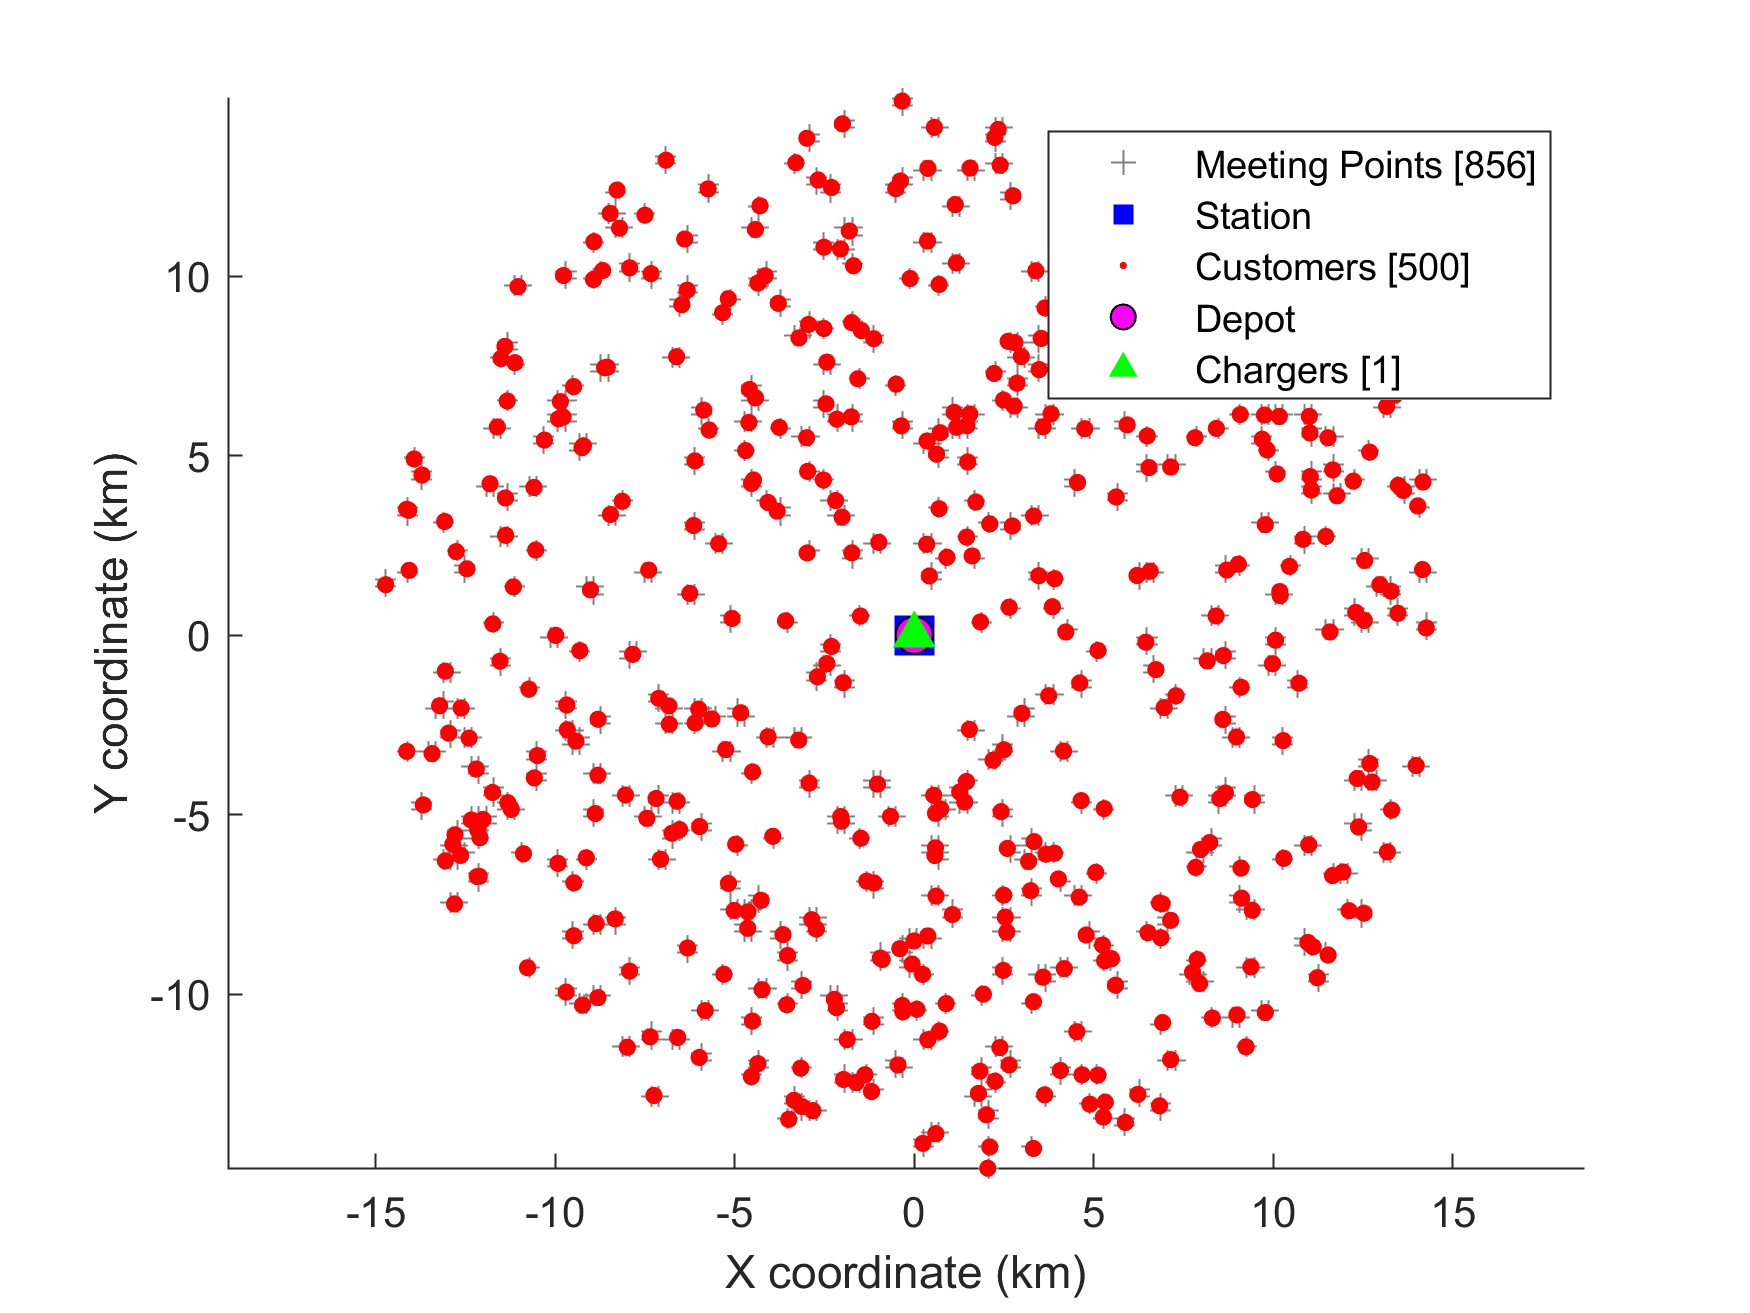 Meeting Points [856]
Station
Customers [500]
Depot
Chargers [1]
10
5
0
-5
-10
Y coordinate (km)
-15 -10 -5 0 5 10 15
X coordinate (km)